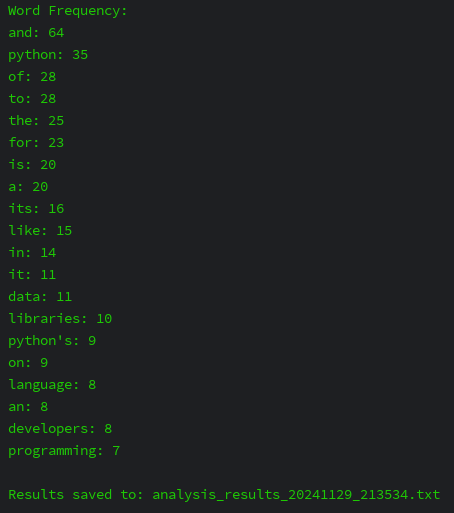 Word Frequency:
and: 64
python: 35
of: 28
to: 28
the: 25
for: 23
is: 20
a: 20
its: 16
like: 15
in: 14
it: 11
data: 11
libraries: 10
python's: 9
on: 9
language: 8
an: 8
developers: 8
programming: 7
Results saved to: analysis_results_20241129_213534.txt